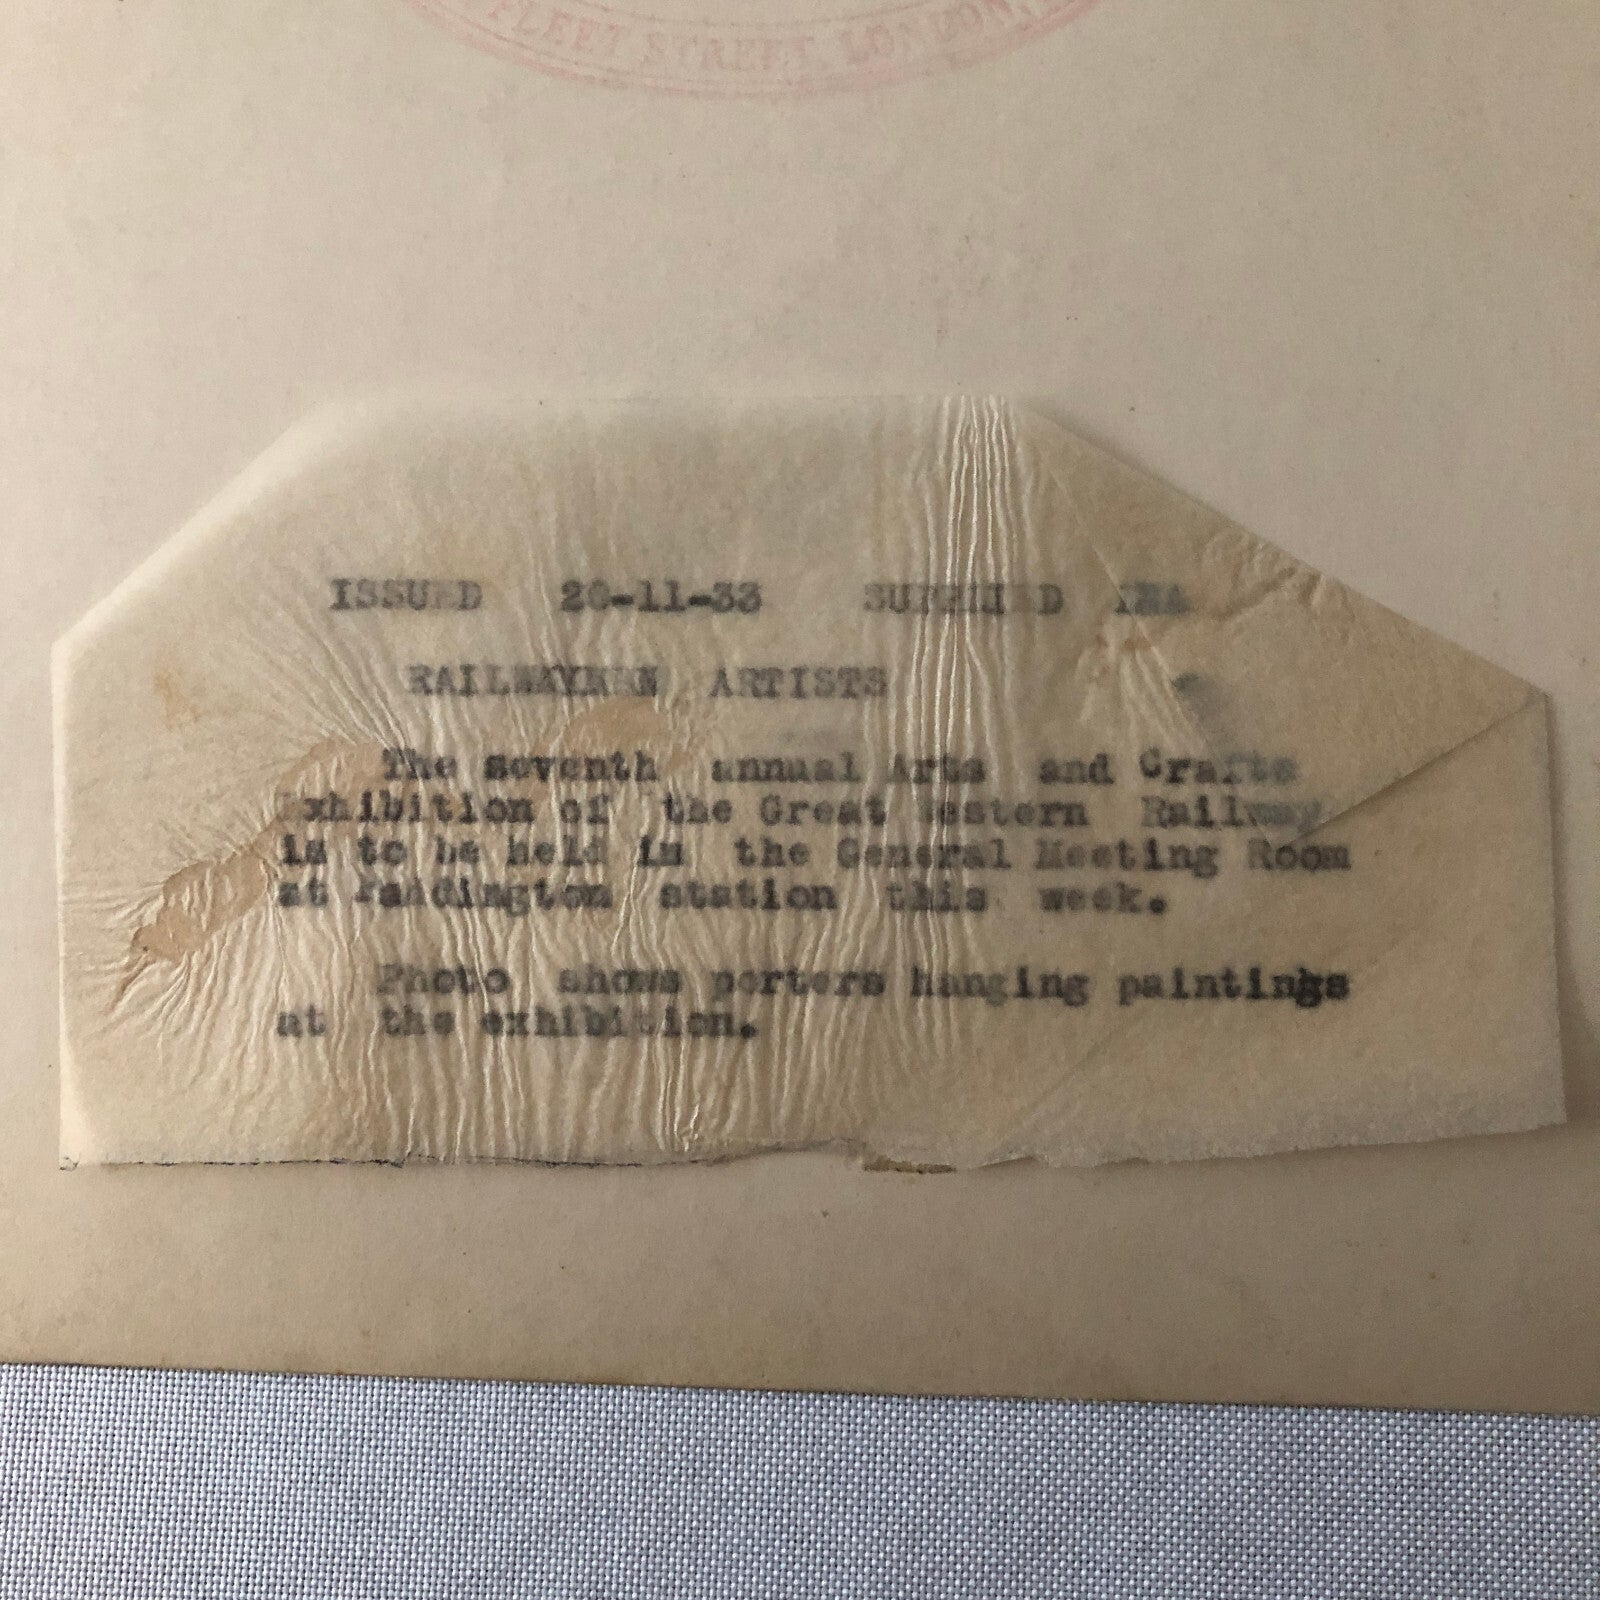 FLEET STREET, LONDON,
ISSUED 20-11-33 SUPPLIED
RAILWAYMEN ARTISTS
The seventh annual Arts and Crafts
Exhibition of the Great Western Railway
is to be held in the General Meeting Room
at Paddington station this week.
Photo shows porters hanging paintings
at the exhibition.